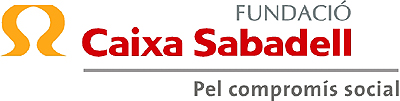 FUNDACIÓ
Caixa Sabadell
Pel compromís social